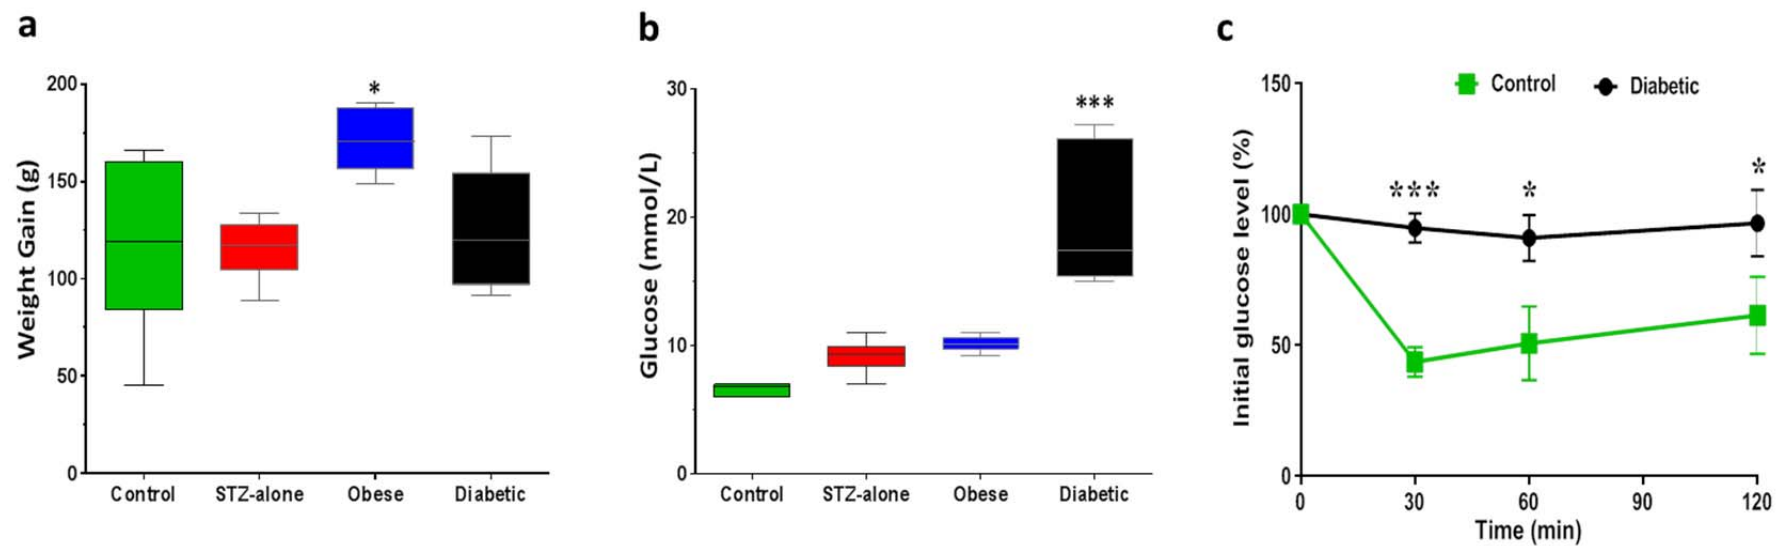 a
Weight Gain (g)
200
150
100
50
0
*
Control STZ-alone Obese Diabetic
b
Glucose (mmol/L)
30
20
10
0
***
Control STZ-alone Obese Diabetic
c
Initial glucose level (%)
150
100
50
0
Control Diabetic
*** * *
0 30 60 90 120
Time (min)